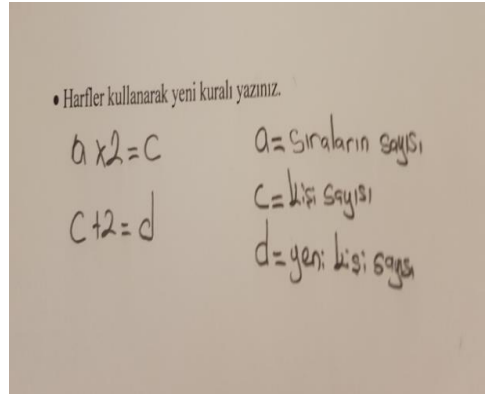 • Harfler kullanarak yeni kuralı yazınız.
a x2=c
a= Sıraların sayısı
c= kişi sayısı
c+2=d
d= yeni kişi sayısı